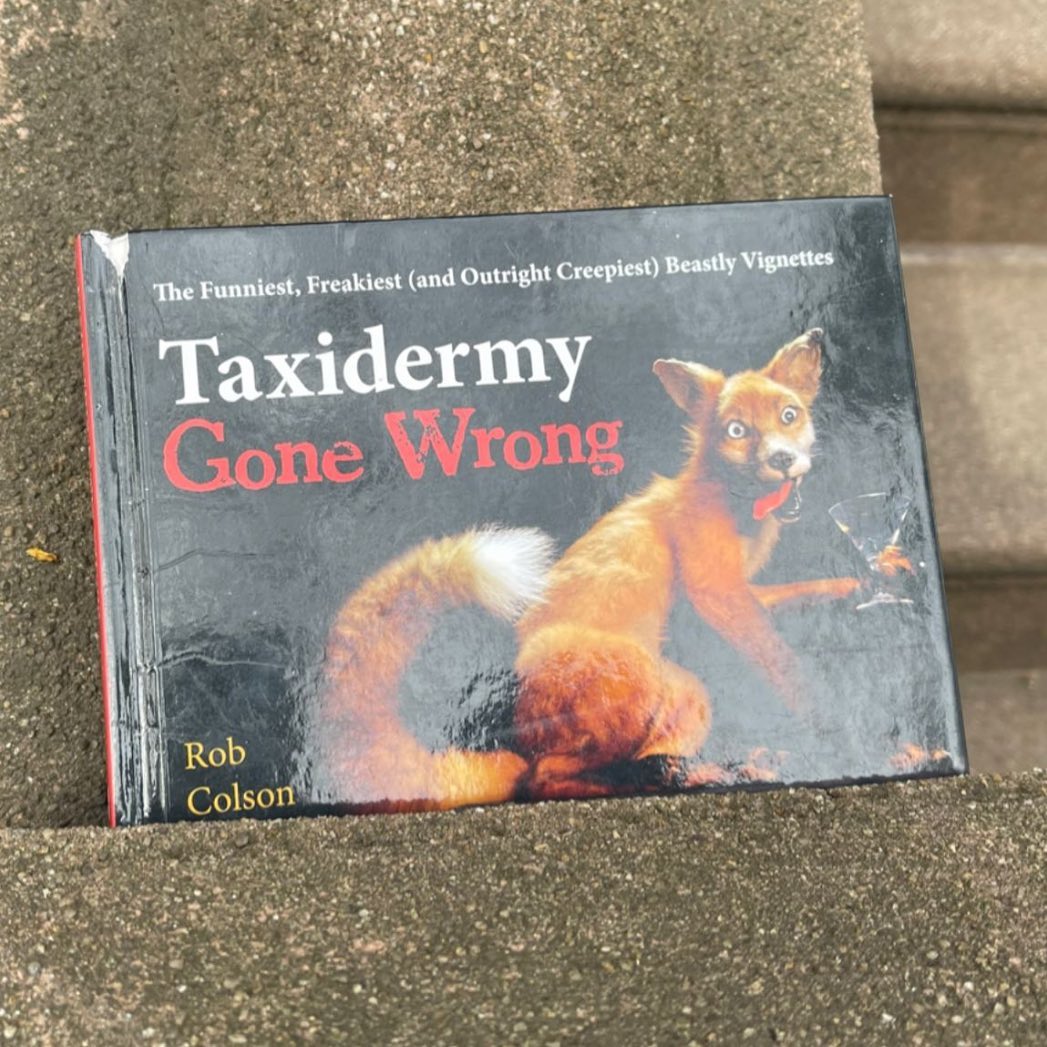 The Funniest, Freakiest (and Outright Creepiest) Beastly Vignettes
Taxidermy
Gone Wrong
Rob
Colson